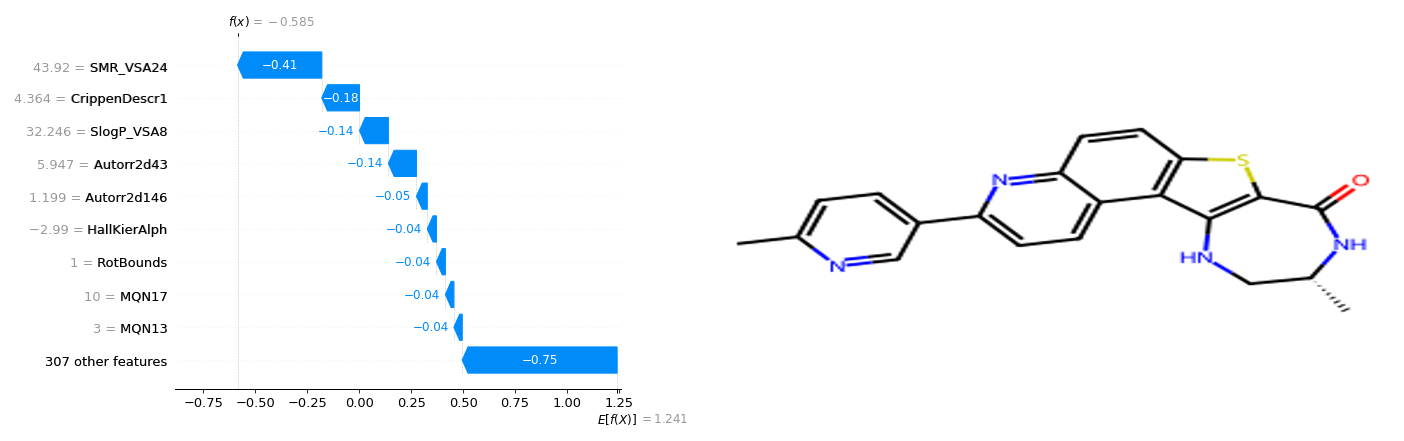 f(x) = −0.585
43.92 = SMR_VSA24
−0.41
4.364 = CrippenDescr1
−0.18
32.246 = SlogP_VSA8
−0.14
5.947 = Autorr2d43
−0.14
1.199 = Autorr2d146
−0.05
−2.99 = HallKierAlph
−0.04
1 = RotBounds
−0.04
10 = MQN17
−0.04
3 = MQN13
−0.04
307 other features
−0.75
−0.75 −0.50 −0.25 0.00 0.25 0.50 0.75 1.00 1.25
E[f(X)] = 1.241
S
O
N
NH
HN
N